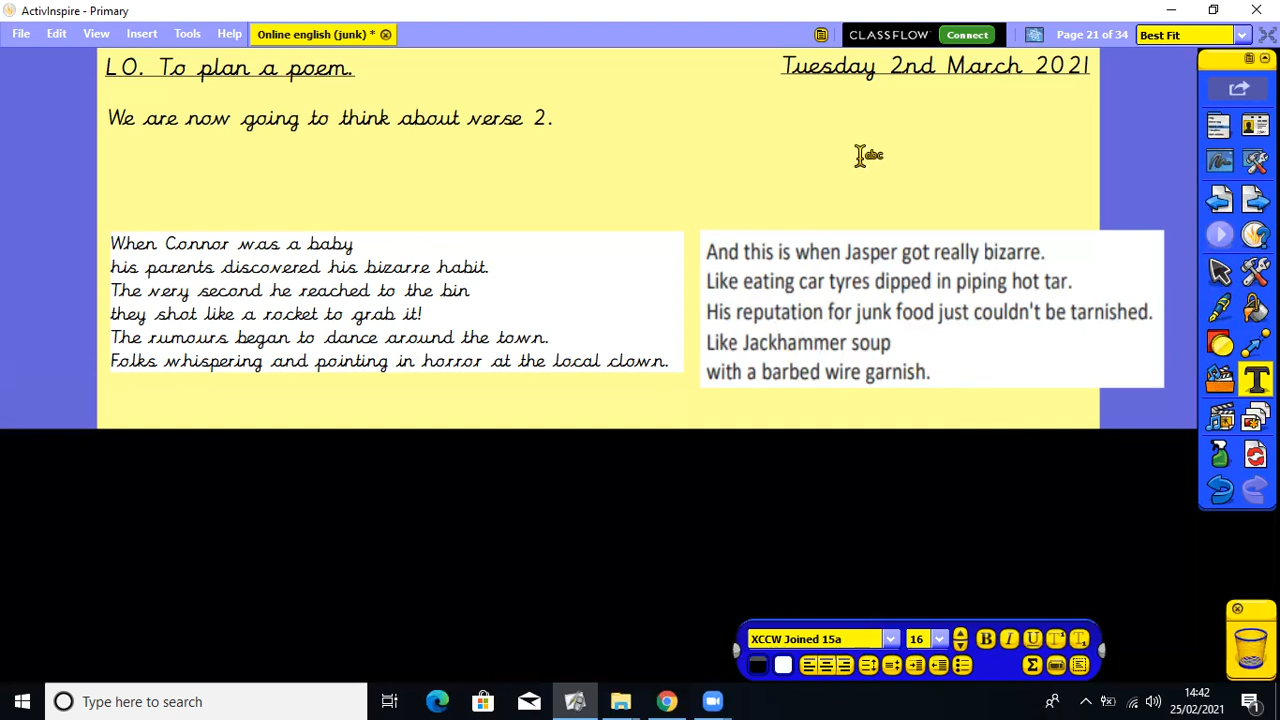 ActivInspire - Primary
File Edit View Insert Tools Help Online english (junk) * CLASSFLOW Connect Page 21 of 34 Best Fit
LO. To plan a poem. Tuesday 2nd March 2021
We are now going to think about verse 2.
abc
When Connor was a baby
his parents discovered his bizarre habit.
The very second he reached to the bin
they shot like a rocket to grab it!
The rumours began to dance around the town.
Folks whispering and pointing in horror at the local clown.
And this is when Jasper got really bizarre.
Like eating car tyres dipped in piping hot tar.
His reputation for junk food just couldn't be tarnished.
Like Jackhammer soup
with a barbed wire garnish.
XCCW Joined 15a 16 B I U T T
Type here to search
14:42
25/02/2021
1